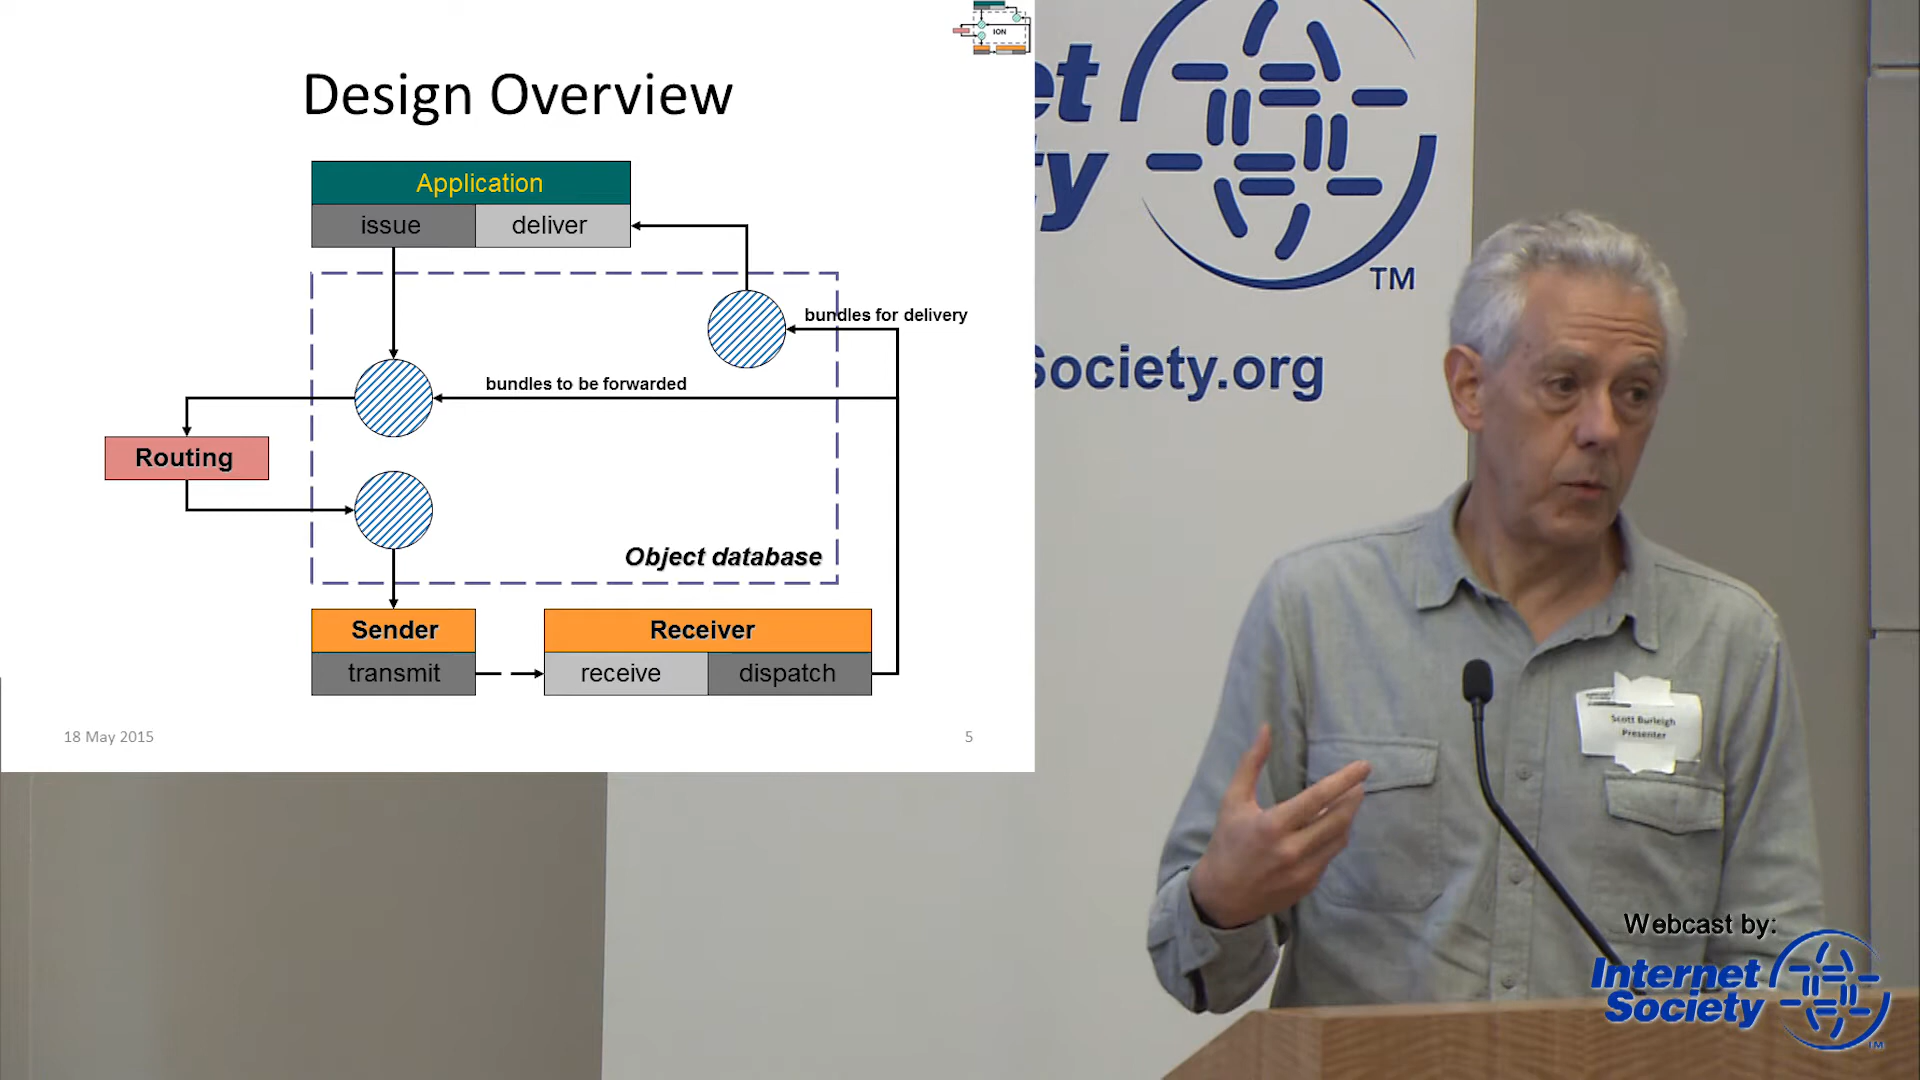 ION
Design Overview
Application
issue deliver
bundles for delivery
bundles to be forwarded
Routing
Object database
Sender Receiver
transmit receive dispatch
18 May 2015 5
et
ty
TM
Society.org
Scott Burleigh
Presenter
Webcast by:
Internet
Society
TM